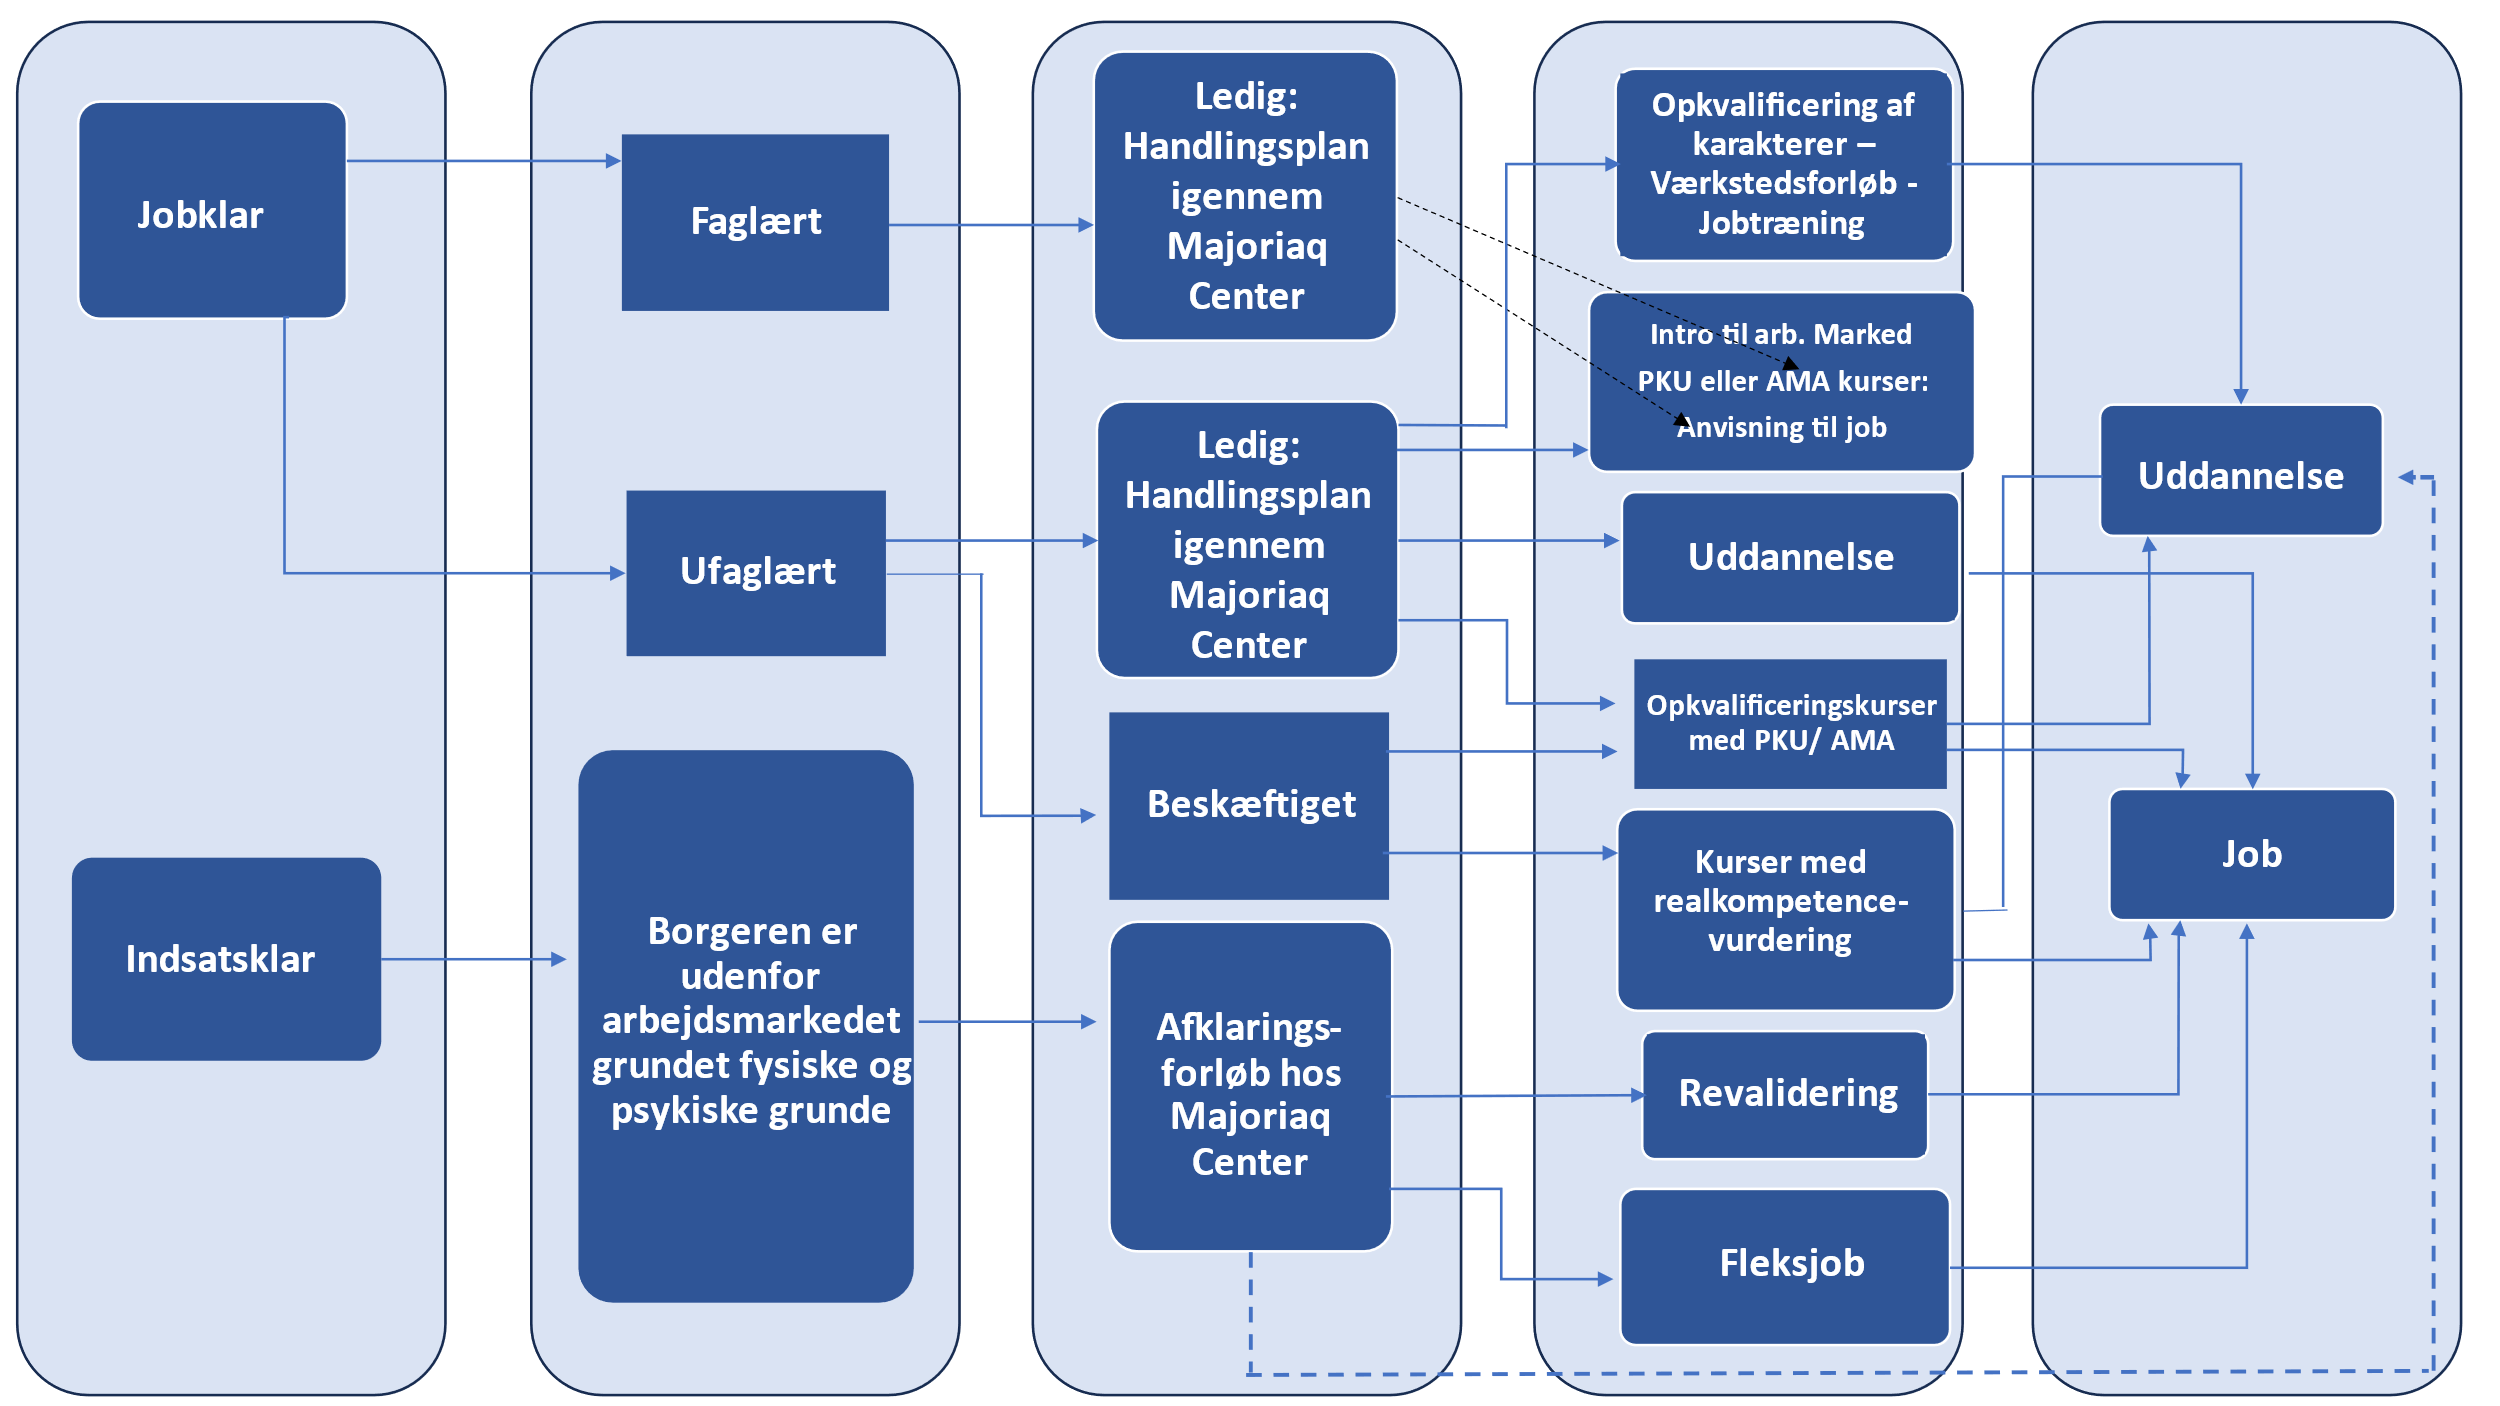 Jobklar
Indsatsklar
Faglært
Ufaglært
Borgeren er
udenfor
arbejdsmarkedet
grundet fysiske og
psykiske grunde
Ledig:
Handlingsplan
igennem
Majoriaq
Center
Ledig:
Handlingsplan
igennem
Majoriaq
Center
Beskæftiget
Afklarings-
forløb hos
Majoriaq
Center
Opkvalificering af
karakterer –
Værkstedsforløb -
Jobtræning
Intro til arb. Marked
PKU eller AMA kurser:
Anvisning til job
Uddannelse
Opkvalificeringskurser
med PKU/ AMA
Kurser med
realkompetence-
vurdering
Revalidering
Fleksjob
Uddannelse
Job